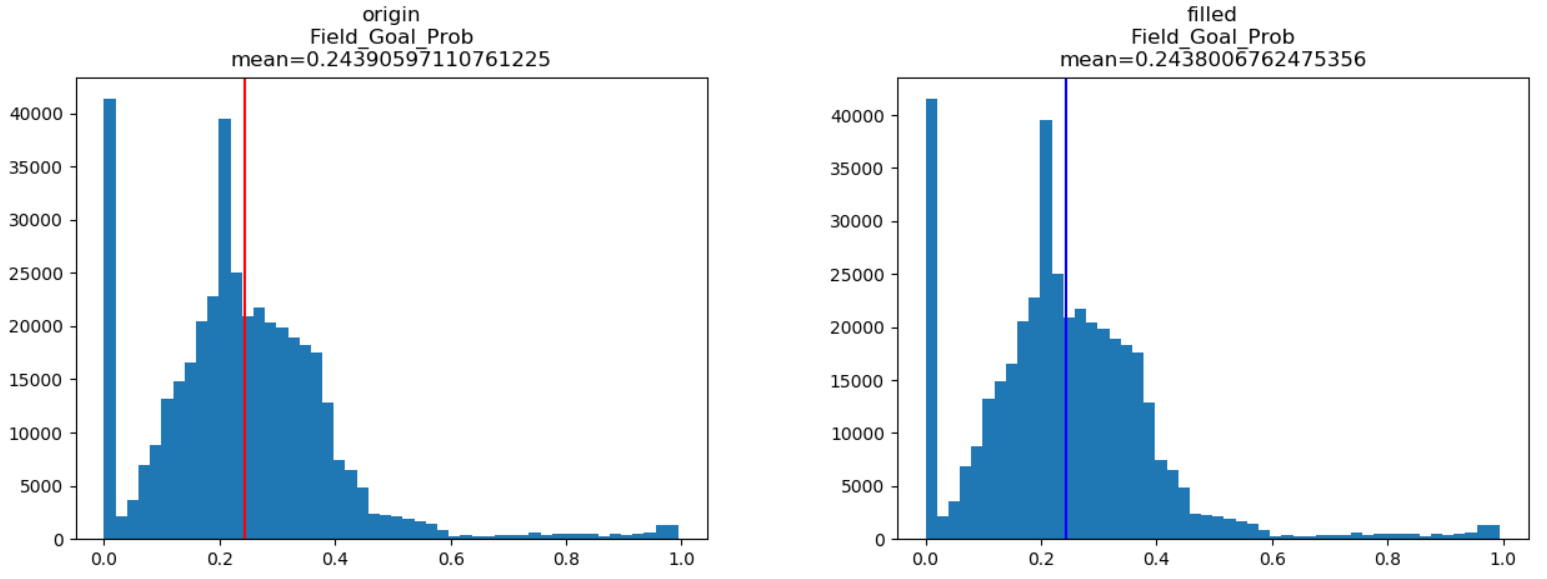 origin
Field_Goal_Prob
mean=0.24390597110761225
40000
35000
30000
25000
20000
15000
10000
5000
0
0.0 0.2 0.4 0.6 0.8 1.0
filled
Field_Goal_Prob
mean=0.2438006762475356
40000
35000
30000
25000
20000
15000
10000
5000
0
0.0 0.2 0.4 0.6 0.8 1.0